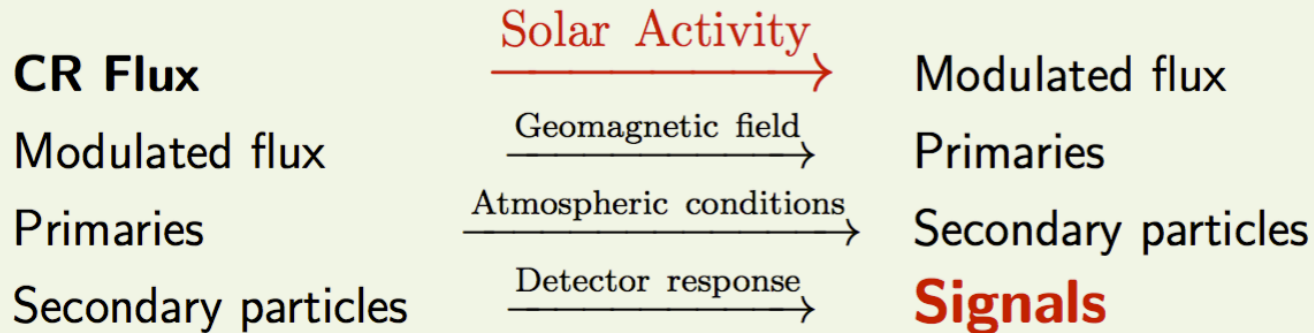 Solar Activity
CR Flux Modulated flux
Geomagnetic field
Modulated flux Primaries
Atmospheric conditions
Primaries Secondary particles
Detector response
Secondary particles Signals